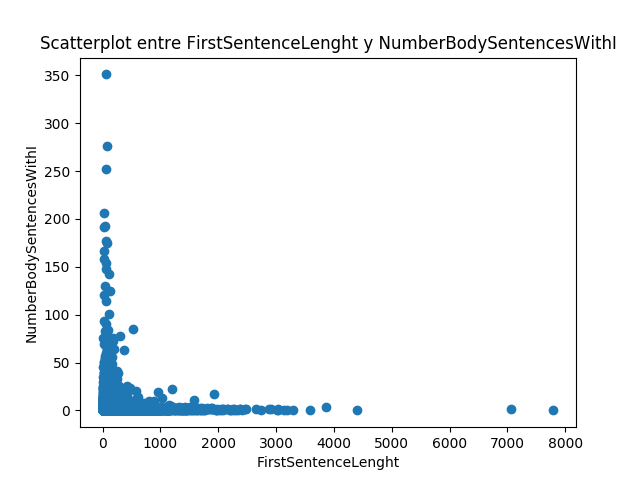 Scatterplot entre FirstSentenceLenght y NumberBodySentencesWithI
350
300
250
200
150
100
50
0
NumberBodySentencesWithI
0 1000 2000 3000 4000 5000 6000 7000 8000
FirstSentenceLenght